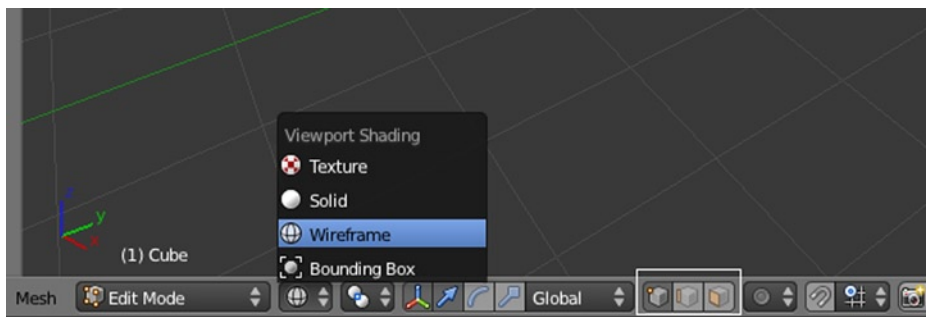 Viewport Shading
Texture
Solid
Wireframe
Bounding Box
z
y
x
(1) Cube
Mesh Edit Mode Global